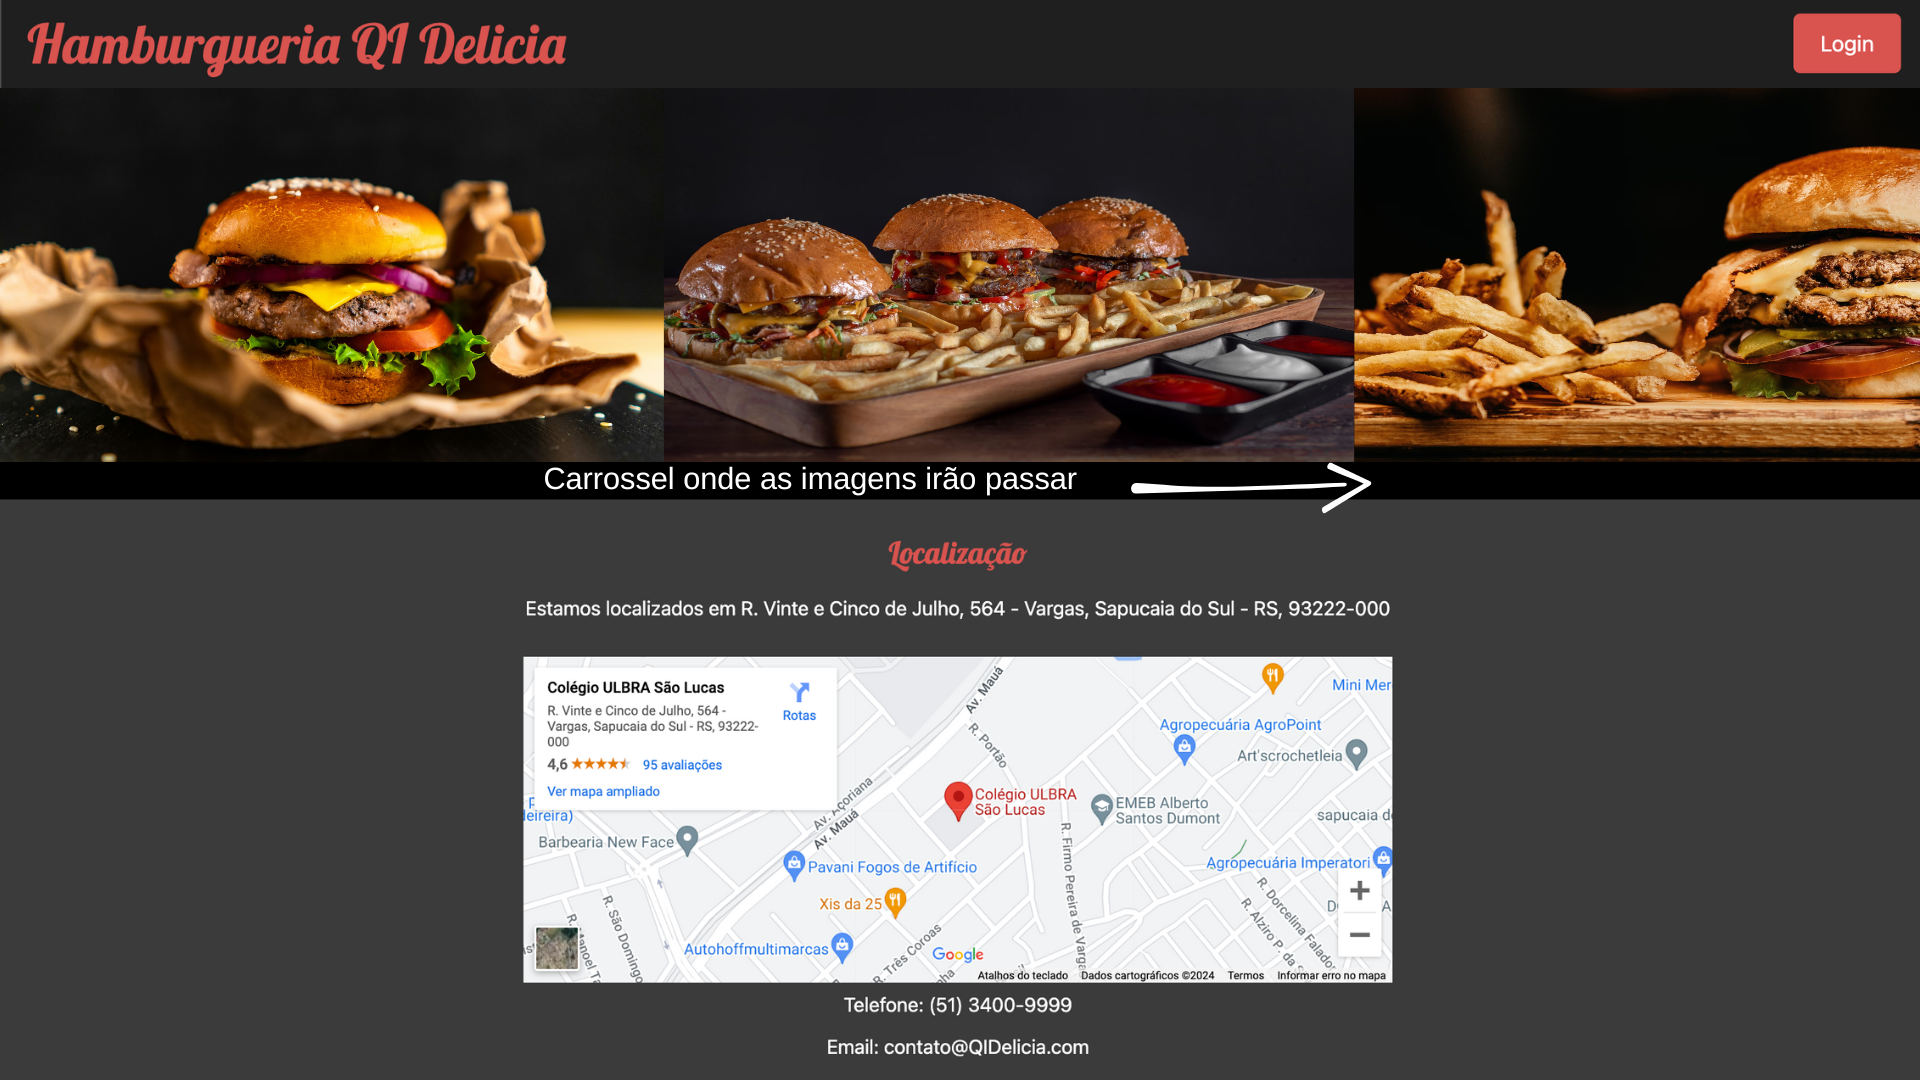 Hamburgueria QI Delicia
Login
Carrossel onde as imagens irão passar
Localização
Estamos localizados em R. Vinte e Cinco de Julho, 564 - Vargas, Sapucaia do Sul - RS, 93222-000
Colégio ULBRA São Lucas
R. Vinte e Cinco de Julho, 564 -
Vargas, Sapucaia do Sul - RS, 93222-
000
4,6
95 avaliações
Ver mapa ampliado
Rotas
Av. Mauá
R. Portão
Mini Mer
Agropecuária AgroPoint
Art'scrochetleia
Av. Açoriana
Av. Mauá
Colégio ULBRA
São Lucas
EMEB Alberto
Santos Dumont
sapucaia d
eireira)
Barbearia New Face
Pavani Fogos de Artifício
R. Firmo Pereira de Varga
Agropecuária Imperatori
Xis da 25
R. São Domingo
R. Manoel T
Autohoffmultimarcas
R. Três Coroas
nha
R. Dorcelina Falador
R. Alziro P. da S
+
−
Google
Atalhos do teclado
Dados cartográficos ©2024
Termos
Informar erro no mapa
Telefone: (51) 3400-9999
Email: contato@QIDelicia.com